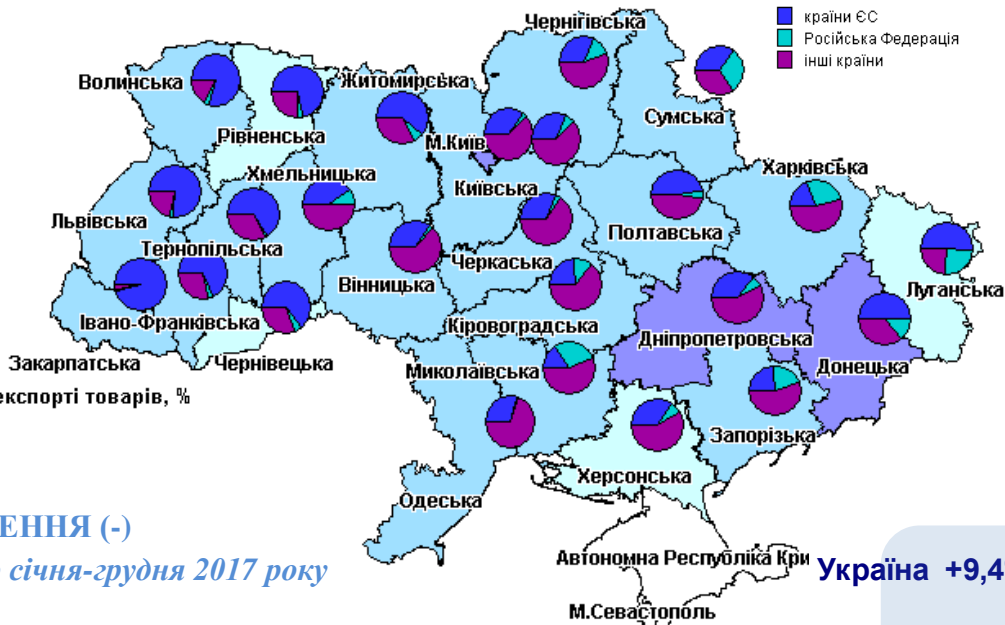 країни ЄС
Російська Федерація
інші країни
Чернігівська
Волинська
Житомирська
Сумська
Рівненська
М.Київ
Харківська
Хмельницька
Київська
Львівська
Полтавська
Тернопільська
Черкаська
Вінницька
Луганська
Івано-Франківська
Кіровоградська
Дніпропетровська
Закарпатська
Чернівецька
Миколаївська
Донецька
експорті товарів, %
Запорізька
Херсонська
Одеська
ЕННЯ (-)
січня-грудня 2017 року
Автономна Республіка Кри
Україна +9,4
М.Севастополь